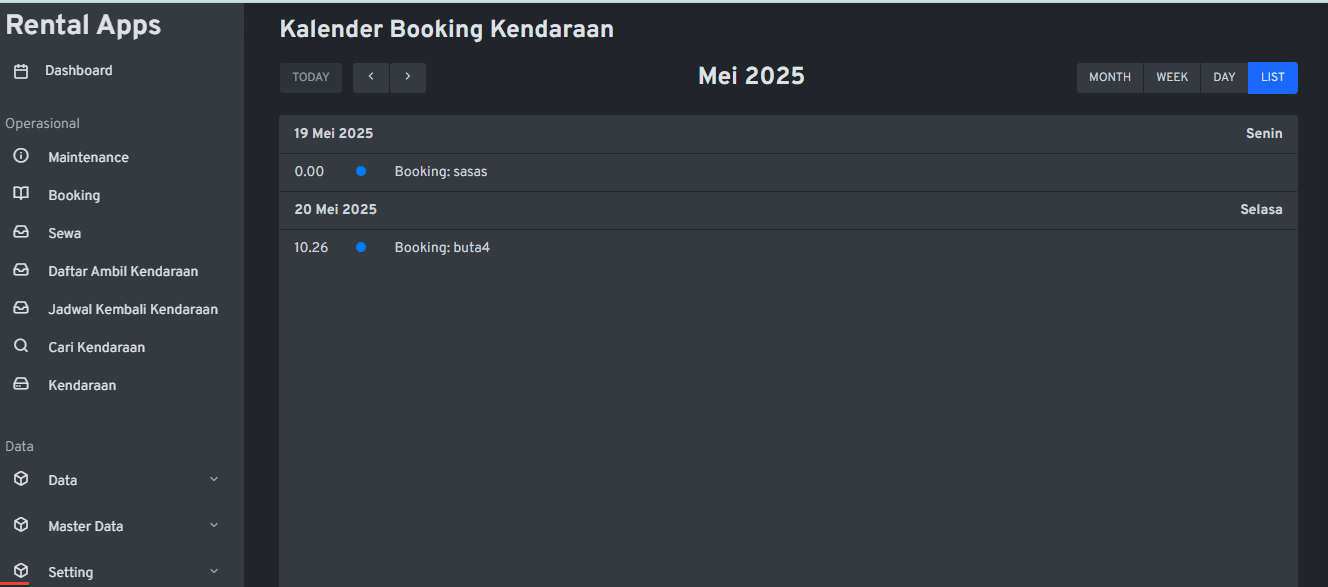 Rental Apps
Dashboard
Operasional
Maintenance
Booking
Sewa
Daftar Ambil Kendaraan
Jadwal Kembali Kendaraan
Cari Kendaraan
Kendaraan
Data
Data
Master Data
Setting
Kalender Booking Kendaraan
TODAY
Mei 2025
MONTH WEEK DAY LIST
19 Mei 2025 Senin
0.00 Booking: sasas
20 Mei 2025 Selasa
10.26 Booking: buta4